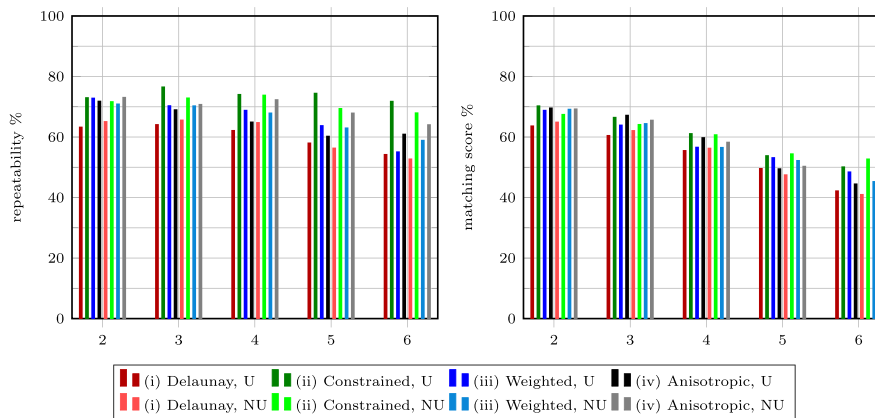 100
80
60
40
20
0
repeatability %
2 3 4 5 6
100
80
60
40
20
0
matching score %
2 3 4 5 6
(i) Delaunay, U (ii) Constrained, U (iii) Weighted, U (iv) Anisotropic, U
(i) Delaunay, NU (ii) Constrained, NU (iii) Weighted, NU (iv) Anisotropic, NU